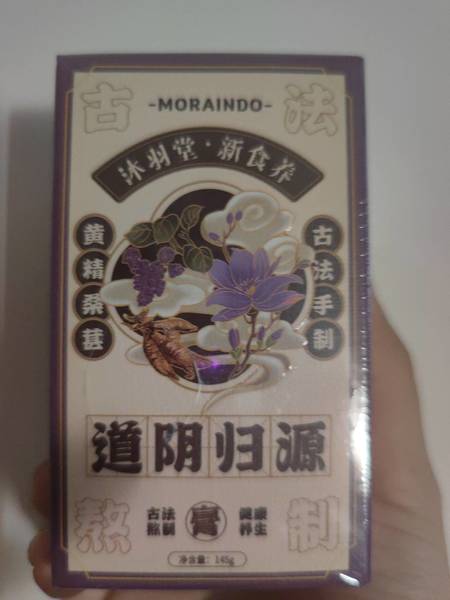 古法
-MORAINDO-
沐羽堂·新食养
黄精桑葚
古法手制
道阴归源
熬制
古法熬制
膏
健康养生
净含量：145g